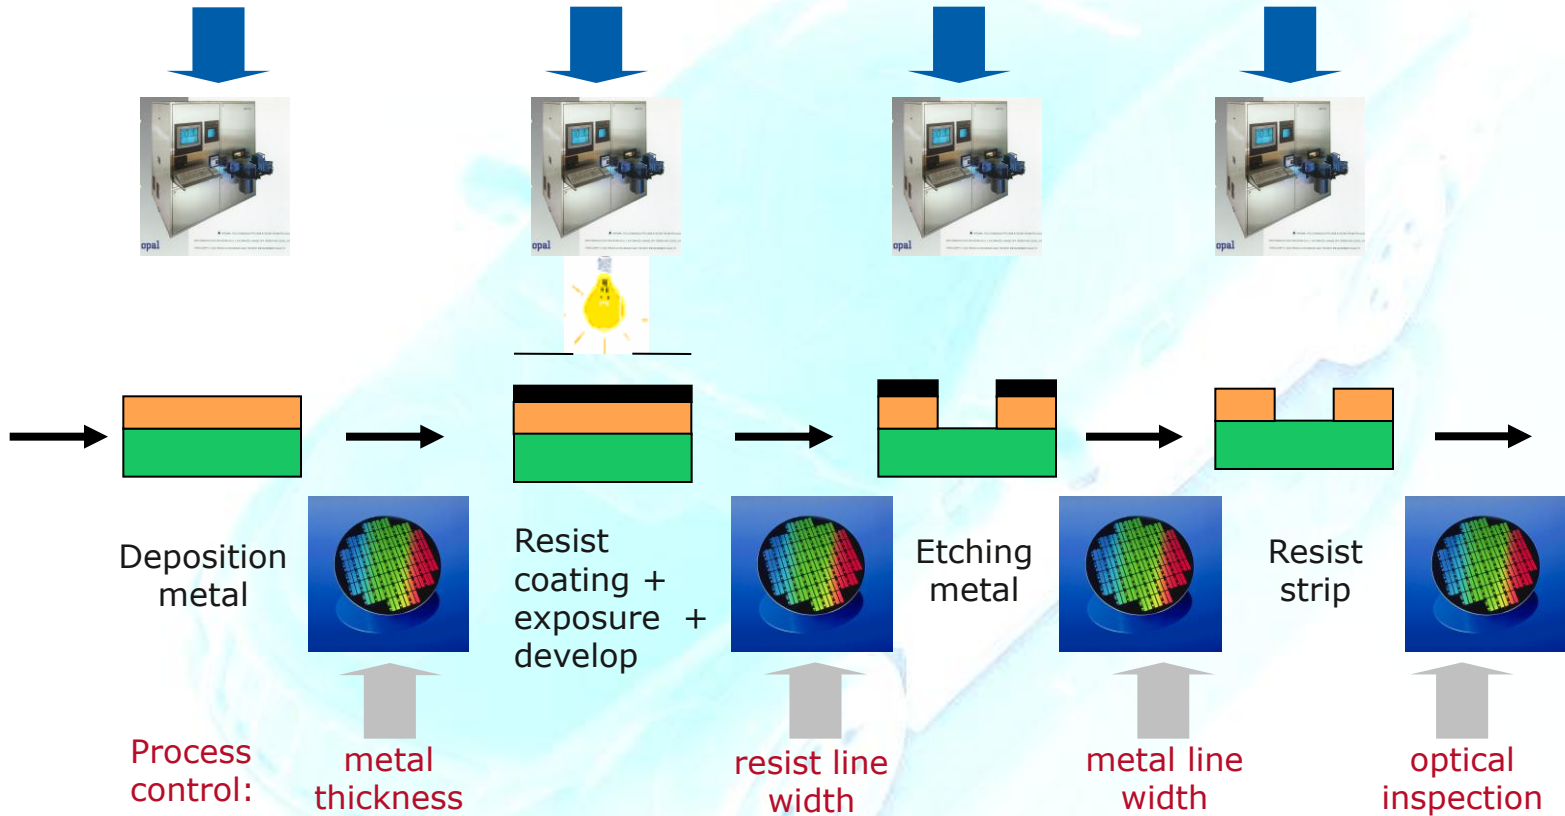 opal
opal
opal
opal
Deposition
metal
Resist
coating +
exposure +
develop
Etching
metal
Resist
strip
Process
control:
metal
thickness
resist line
width
metal line
width
optical
inspection